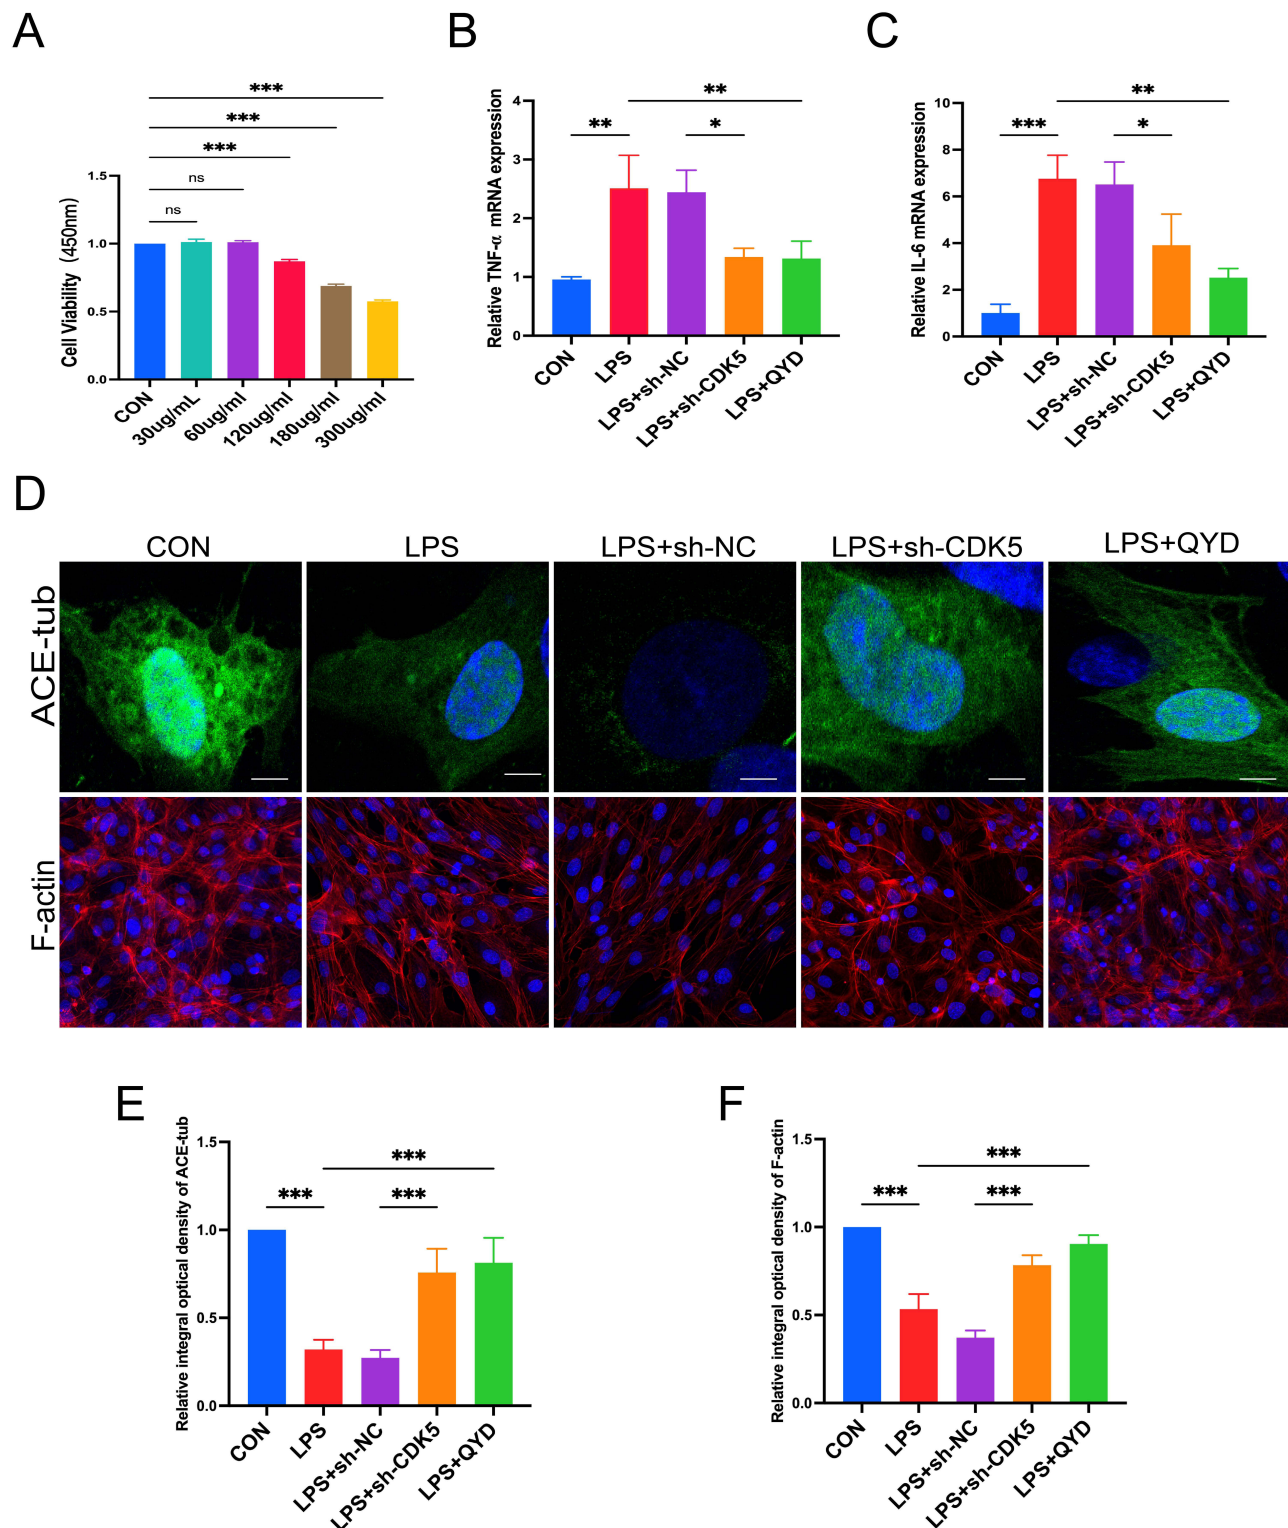 A
Cell Viability (450nm)
***
***
***
ns
ns
1.5
1.0
0.5
0.0
CON
30ug/mL
60ug/ml
120ug/ml
180ug/ml
300ug/ml
B
Relative TNF-α mRNA expression
**
**
*
4
3
2
1
0
CON
LPS
LPS+sh-NC
LPS+sh-CDK5
LPS+QYD
C
Relative IL-6 mRNA expression
**
***
*
10
8
6
4
2
0
CON
LPS
LPS+sh-NC
LPS+sh-CDK5
LPS+QYD
D
CON
LPS
LPS+sh-NC
LPS+sh-CDK5
LPS+QYD
ACE-tub
F-actin
E
Relative integral optical density of ACE-tub
***
***
***
1.5
1.0
0.5
0.0
CON
LPS
LPS+sh-NC
LPS+sh-CDK5
LPS+QYD
F
Relative integral optical density of F-actin
***
***
***
1.5
1.0
0.5
0.0
CON
LPS
LPS+sh-NC
LPS+sh-CDK5
LPS+QYD